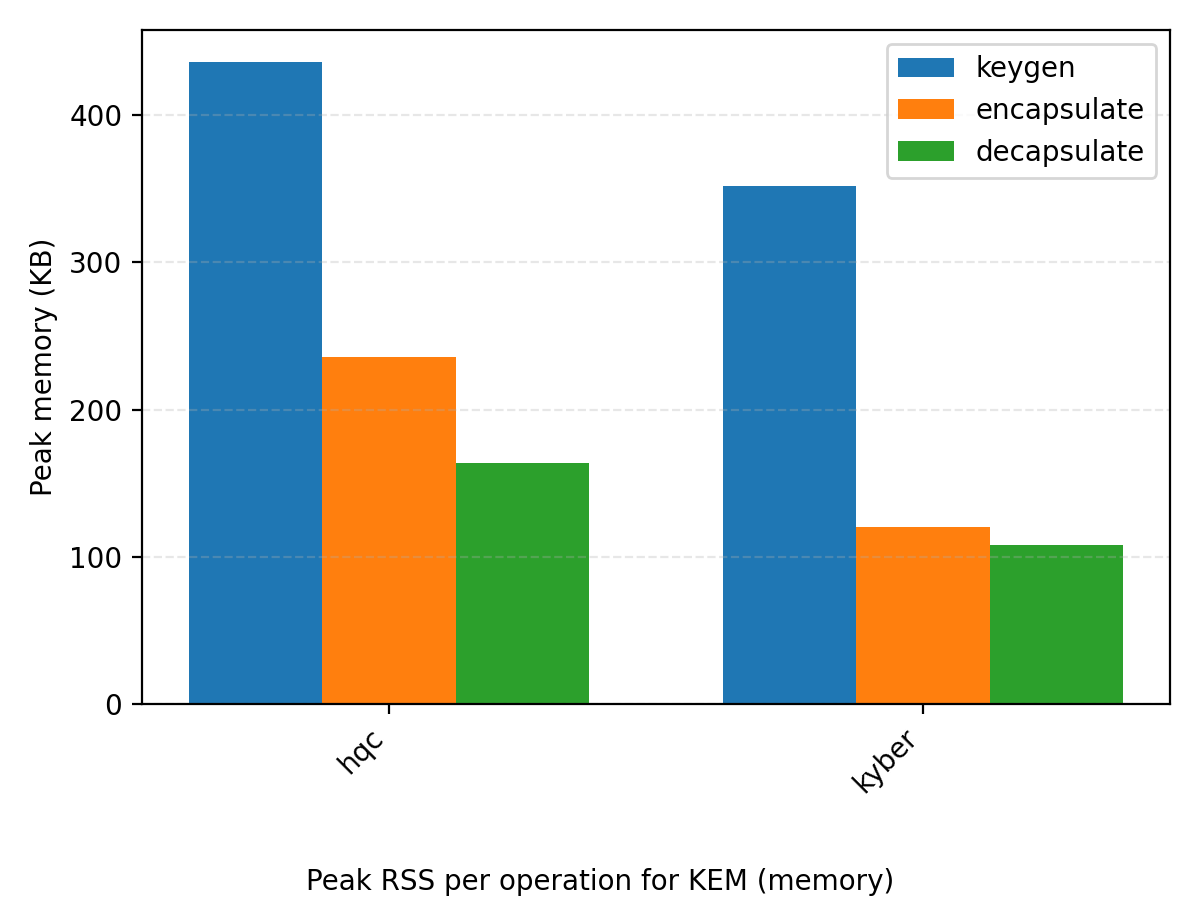 keygen
encapsulate
decapsulate
Peak memory (KB)
400
300
200
100
0
hqc
kyber
Peak RSS per operation for KEM (memory)